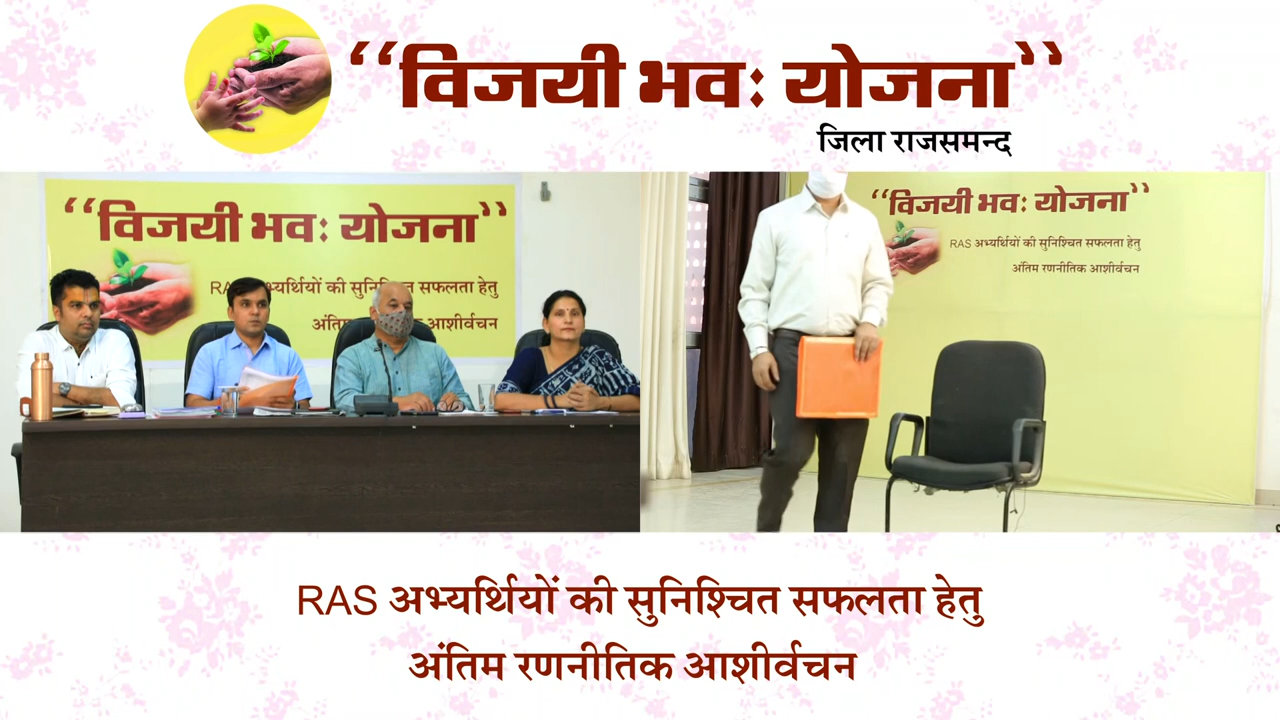 “विजयी भवः योजना”
जिला राजसमन्द
“विजयी भवः योजना”
RAS अभ्यर्थियों की सुनिश्चित सफलता हेतु
आशीर्वचन
“विजयी भवः योजना”
RAS अभ्यर्थियों की सुनिश्चित सफलता हेतु
अंतिम रणनीतिक आशीर्वचन
RAS अभ्यर्थियों की सुनिश्चित सफलता हेतु
अंतिम रणनीतिक आशीर्वचन